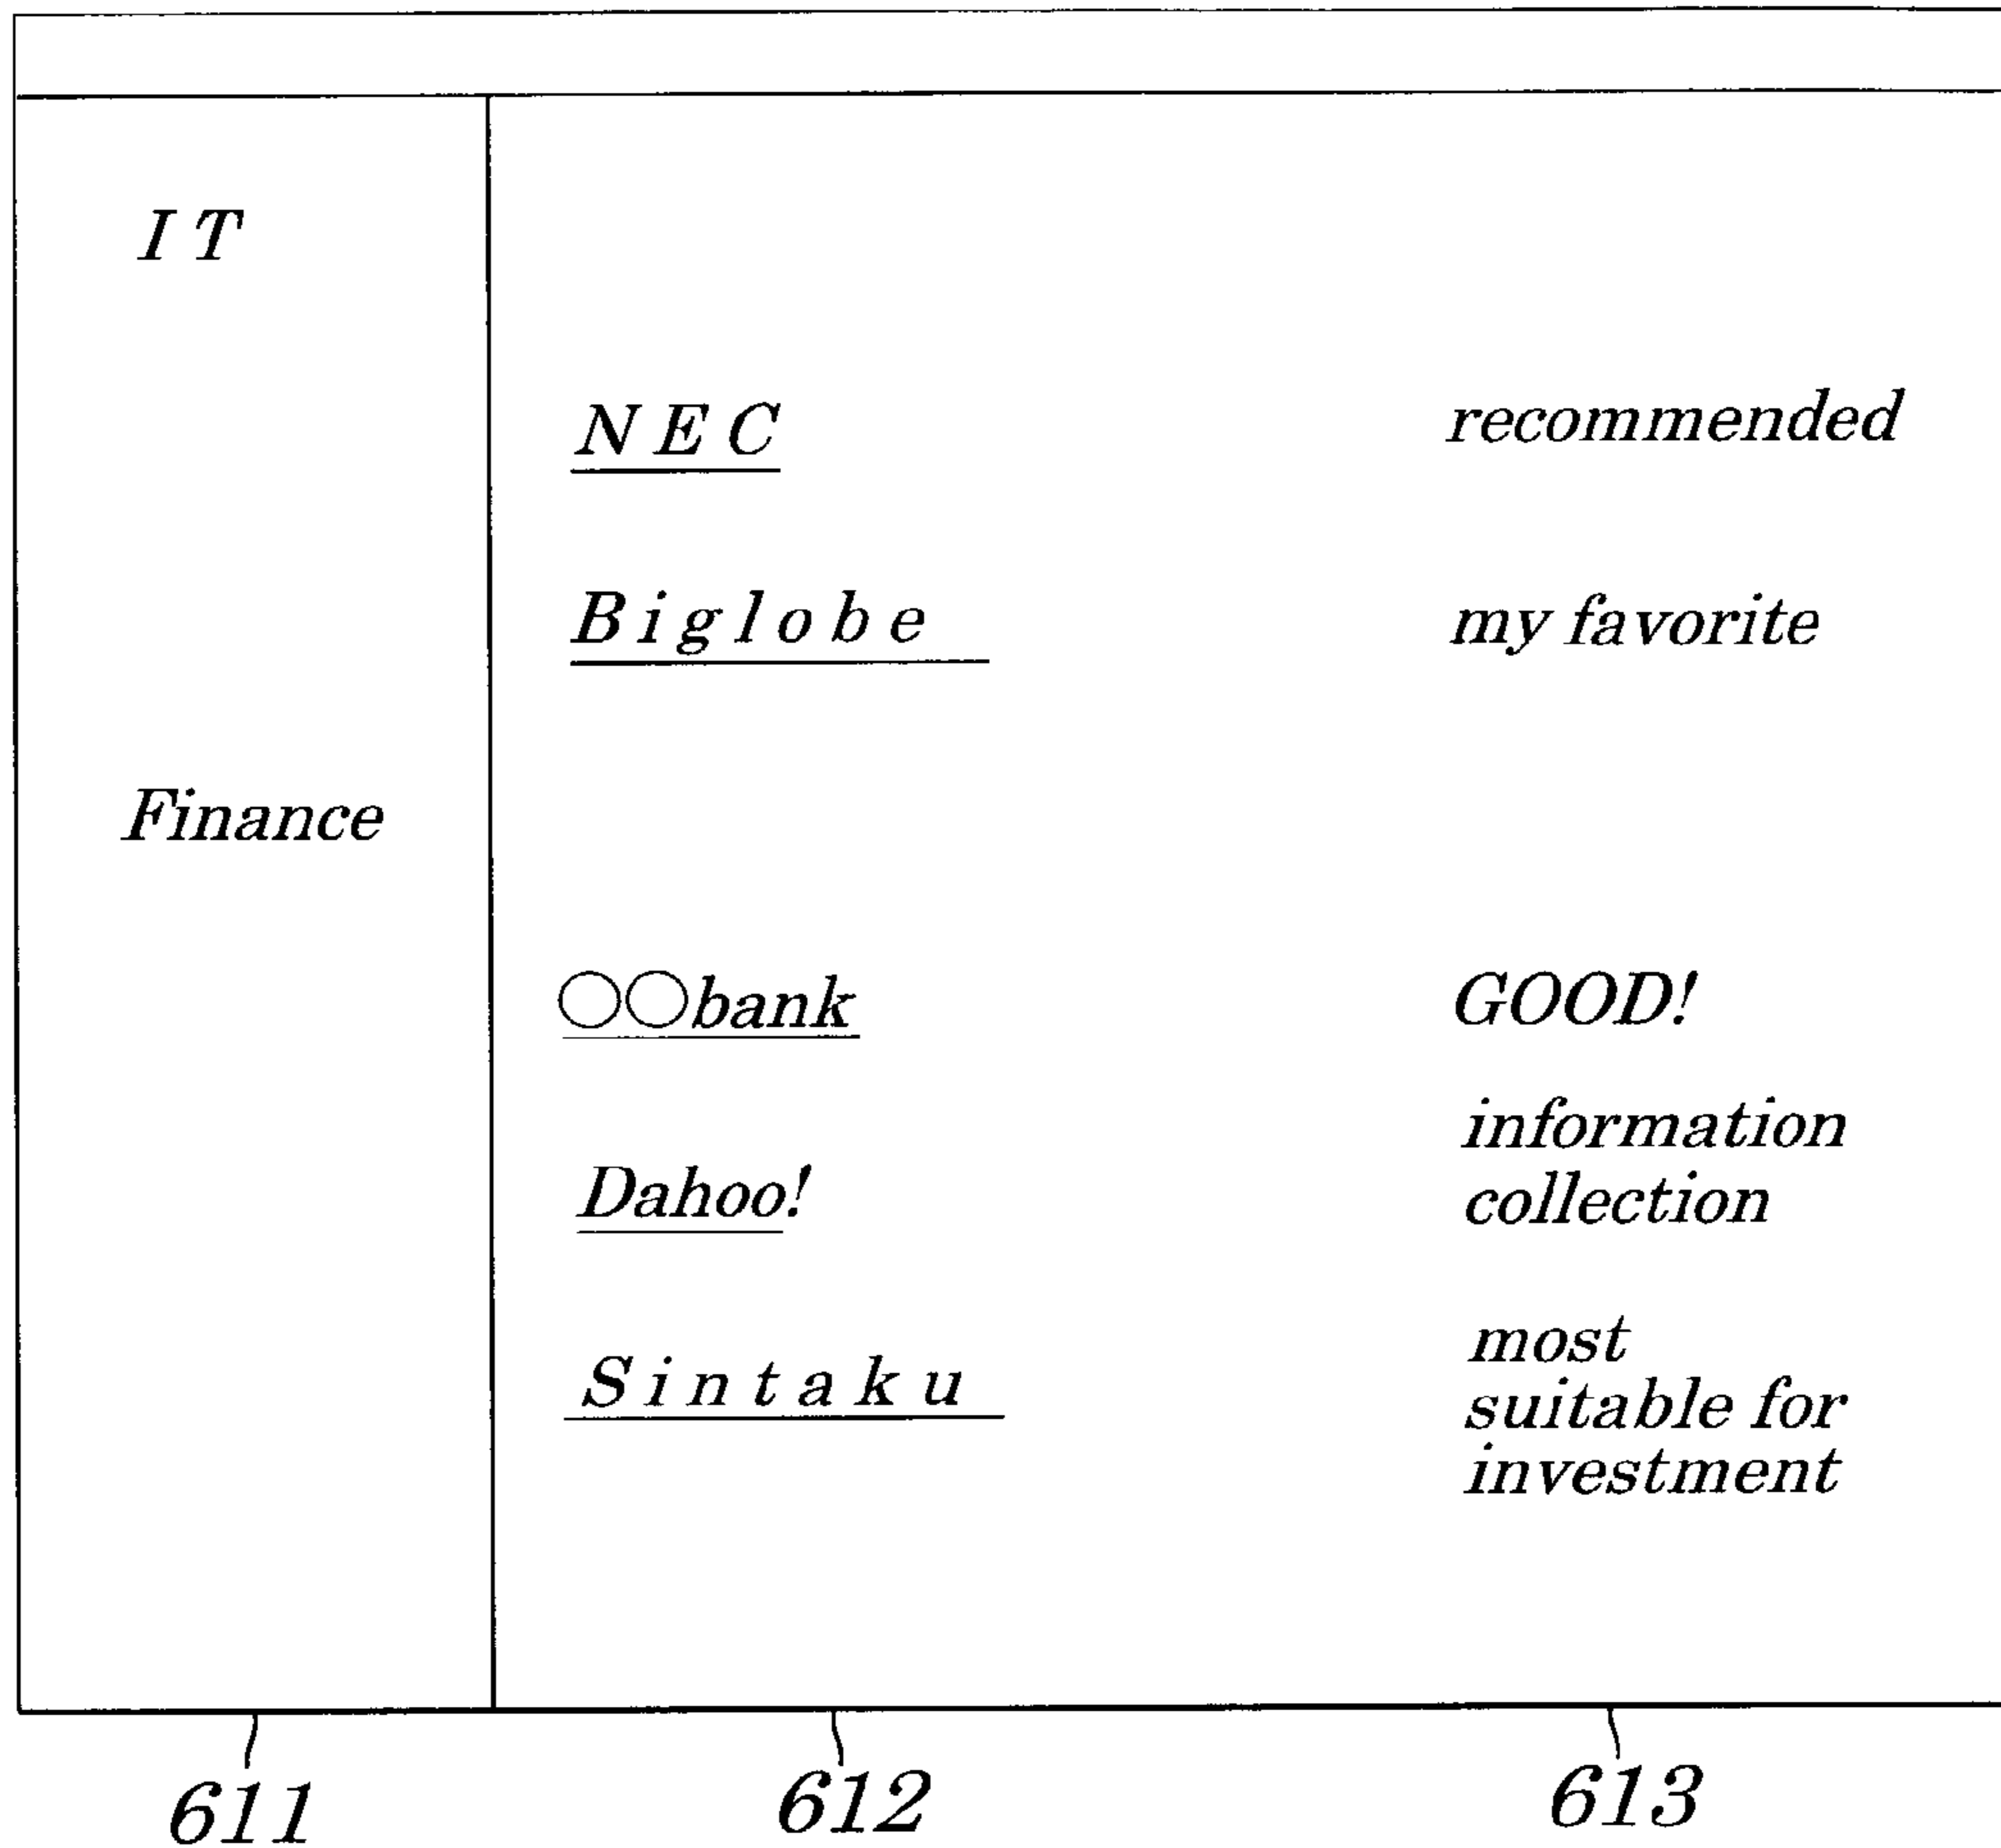 IT
NEC recommended
Biglobe my favorite
Finance
○○bank GOOD!
information
Dahoo! collection
most
Sintaku suitable for
investment
611 612 613